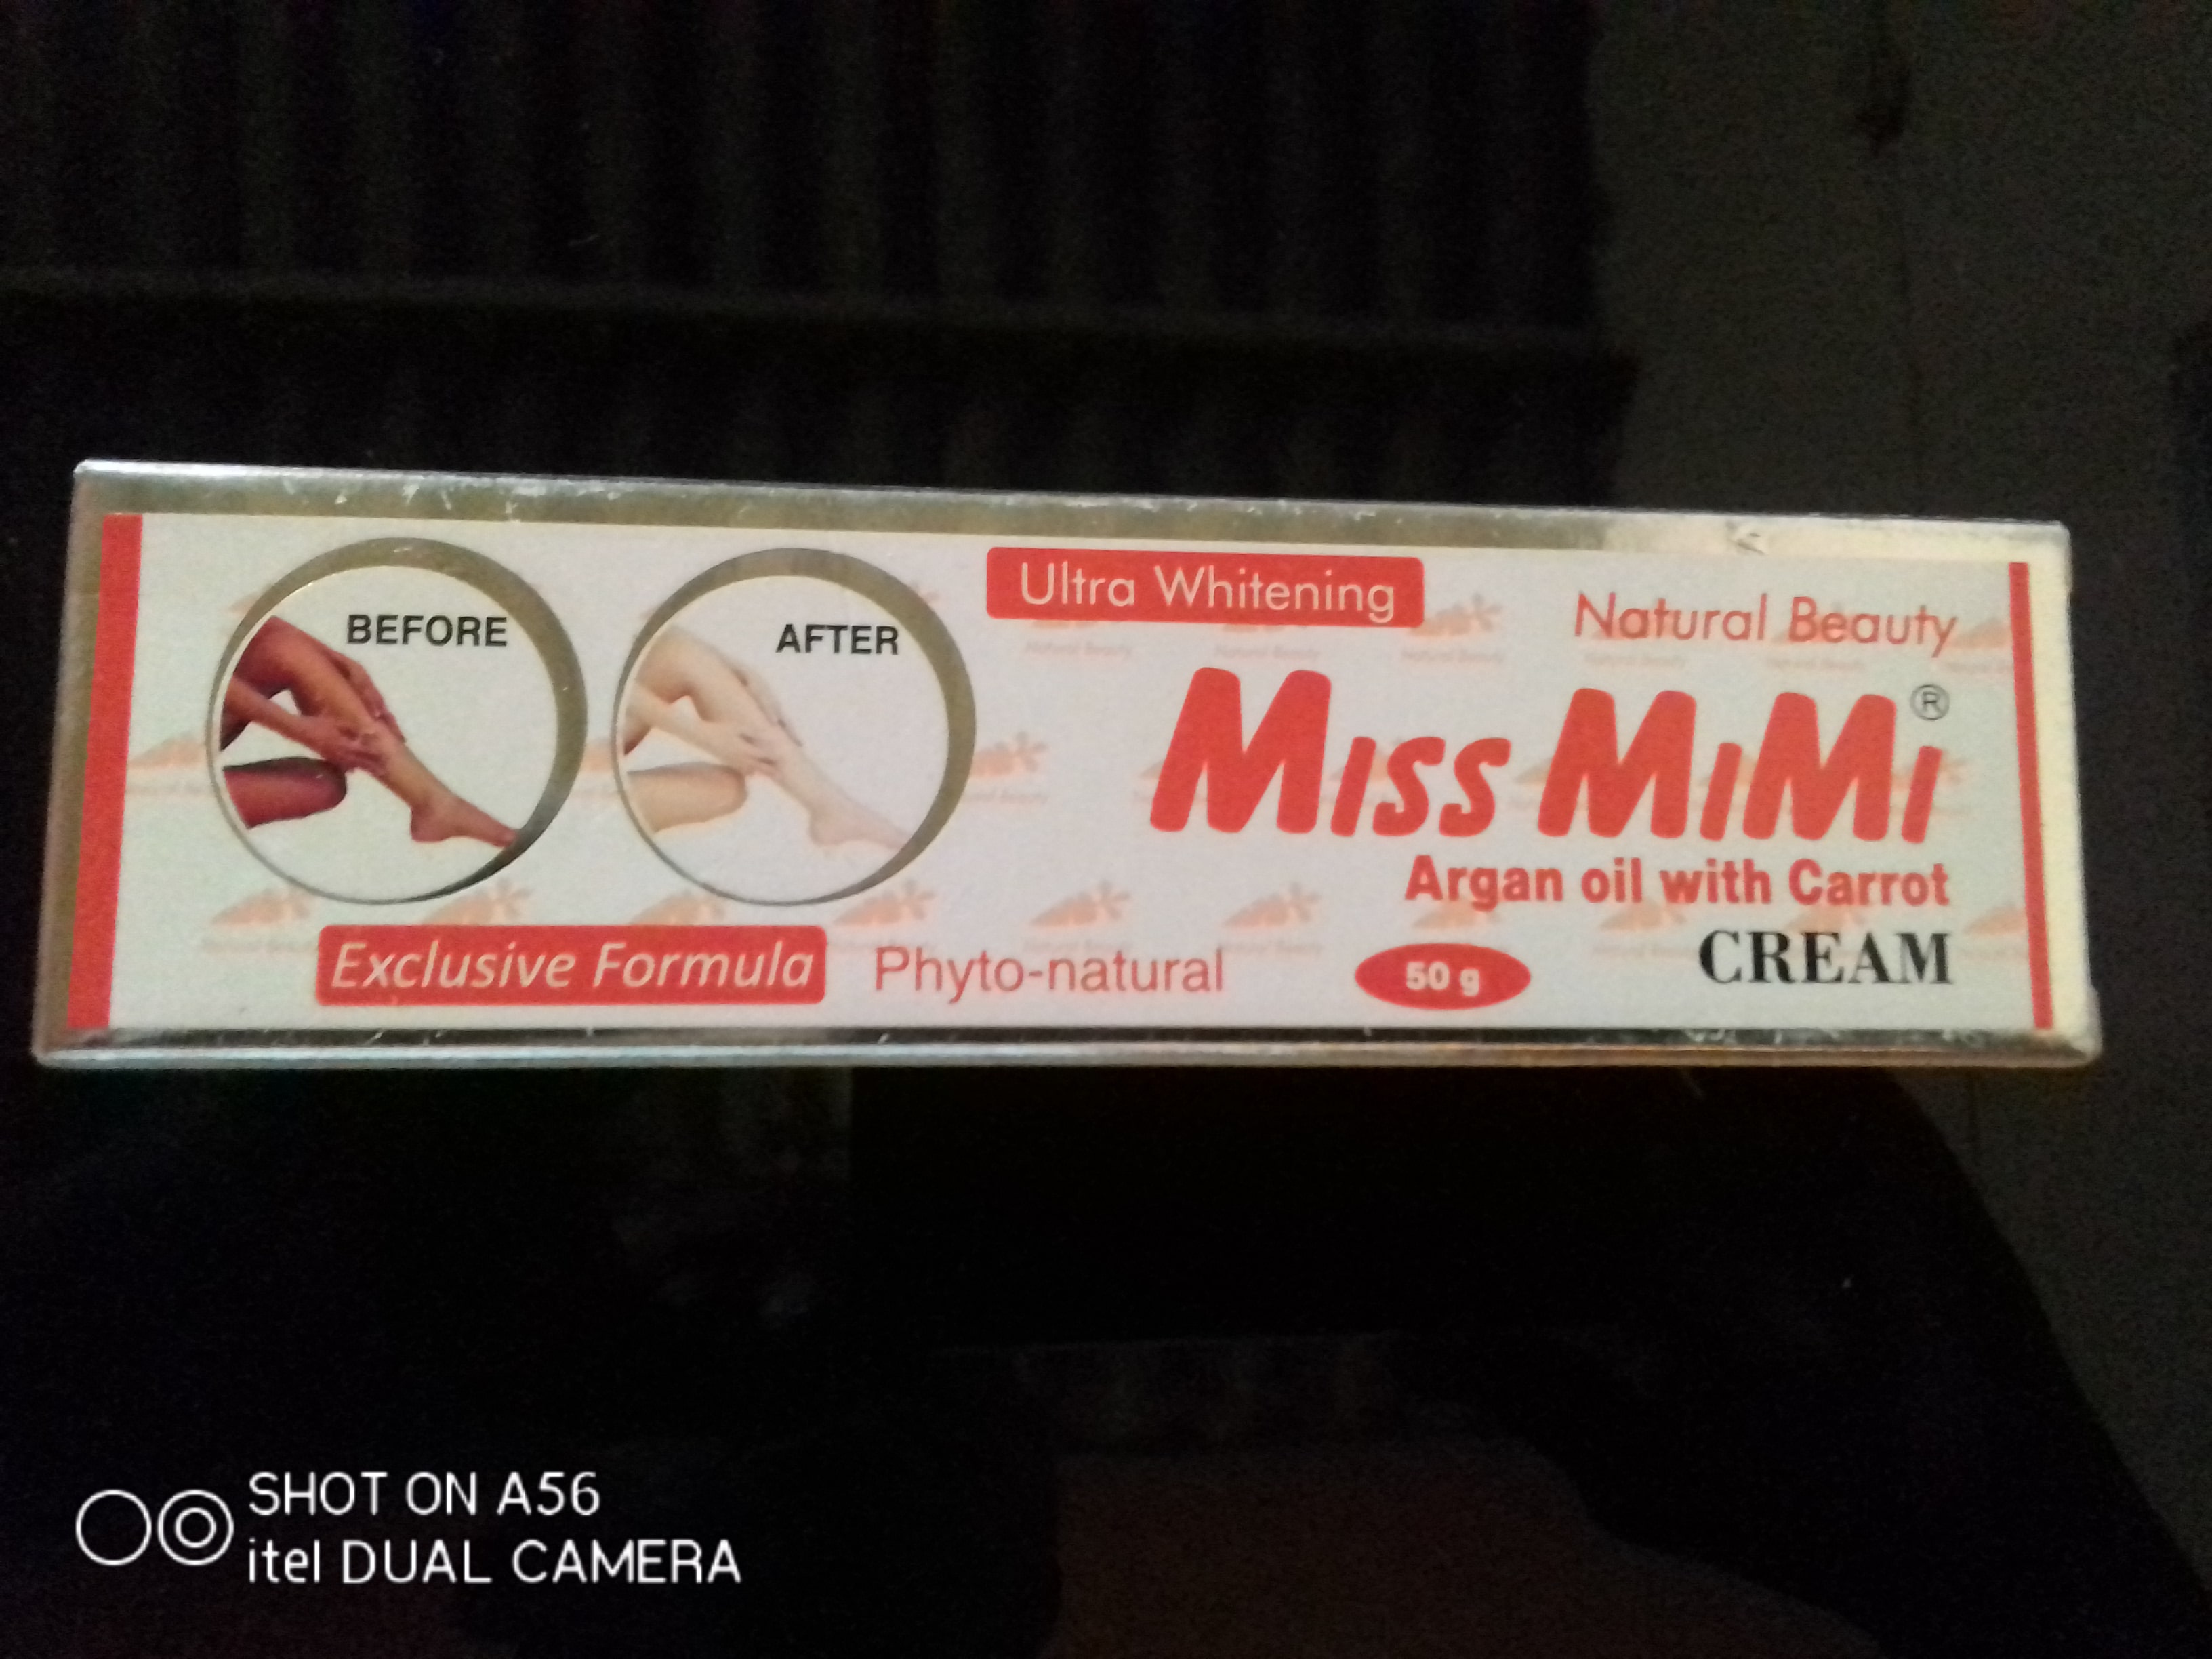 BEFORE
AFTER
Ultra Whitening
Natural Beauty
MISS MIMI®
Argan oil with Carrot
CREAM
50 g
Exclusive Formula
Phyto-natural
SHOT ON A56
itel DUAL CAMERA